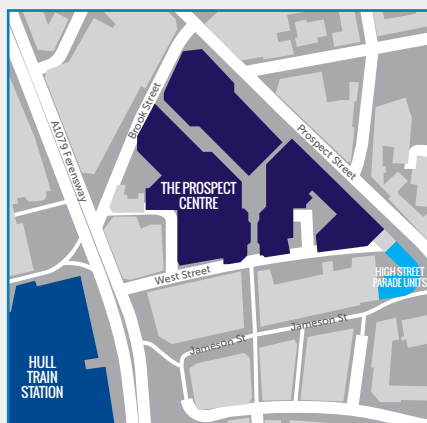 Brook Street
A1079 Ferensway
Prospect Street
THE PROSPECT
CENTRE
West Street
HIGH STREET
PARADE UNITS
Jameson St
Jameson St
HULL
TRAIN
STATION